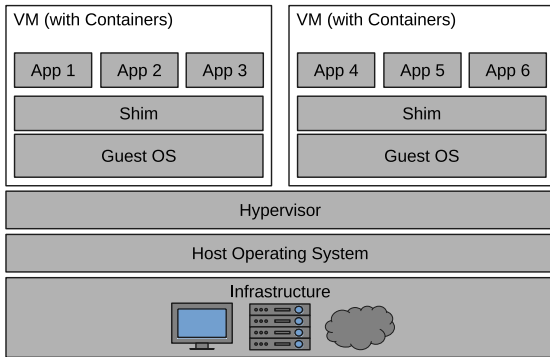 VM (with Containers)
App 1 App 2 App 3
Shim
Guest OS
VM (with Containers)
App 4 App 5 App 6
Shim
Guest OS
Hypervisor
Host Operating System
Infrastructure